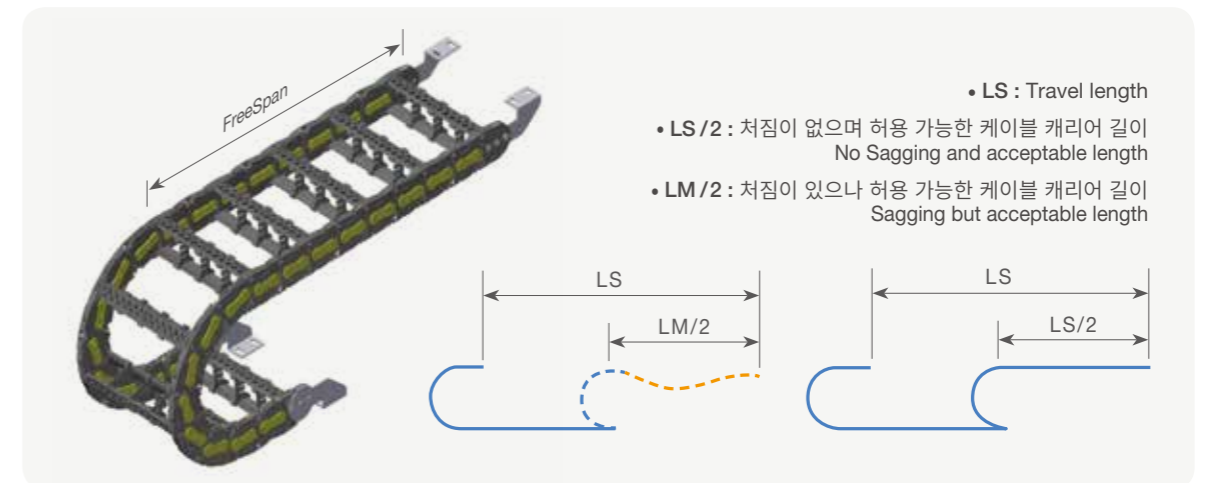 FreeSpan
• LS : Travel length
• LS/2 : 처짐이 없으며 허용 가능한 케이블 캐리어 길이
No Sagging and acceptable length
• LM/2 : 처짐이 있으나 허용 가능한 케이블 캐리어 길이
Sagging but acceptable length
LS
LM/2
LS
LS/2